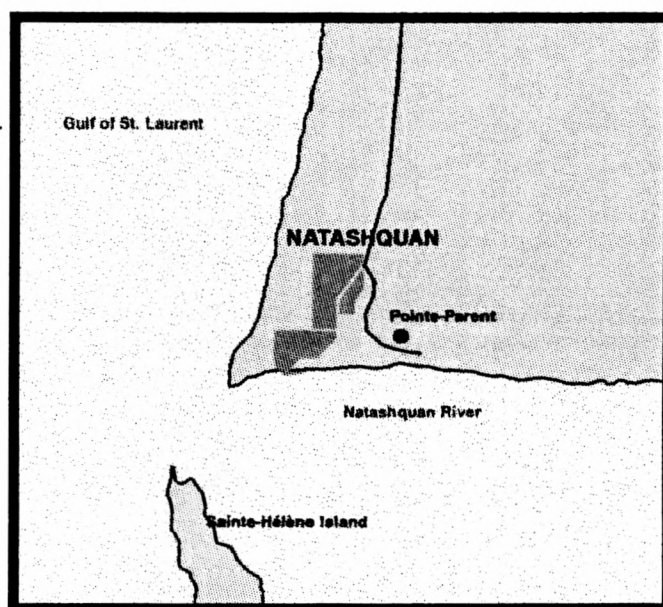 Gulf of St. Laurent
NATASHQUAN
Pointe-Parent
Natashquan River
Sainte-Hélène Island